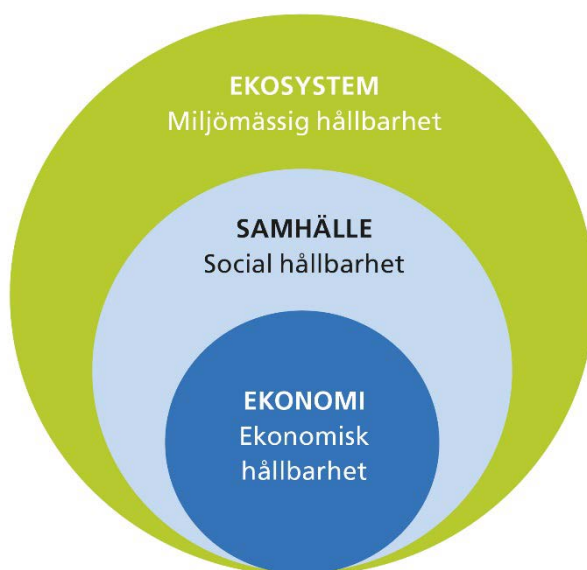 EKOSYSTEM
Miljömässig hållbarhet
SAMHÄLLE
Social hållbarhet
EKONOMI
Ekonomisk
hållbarhet